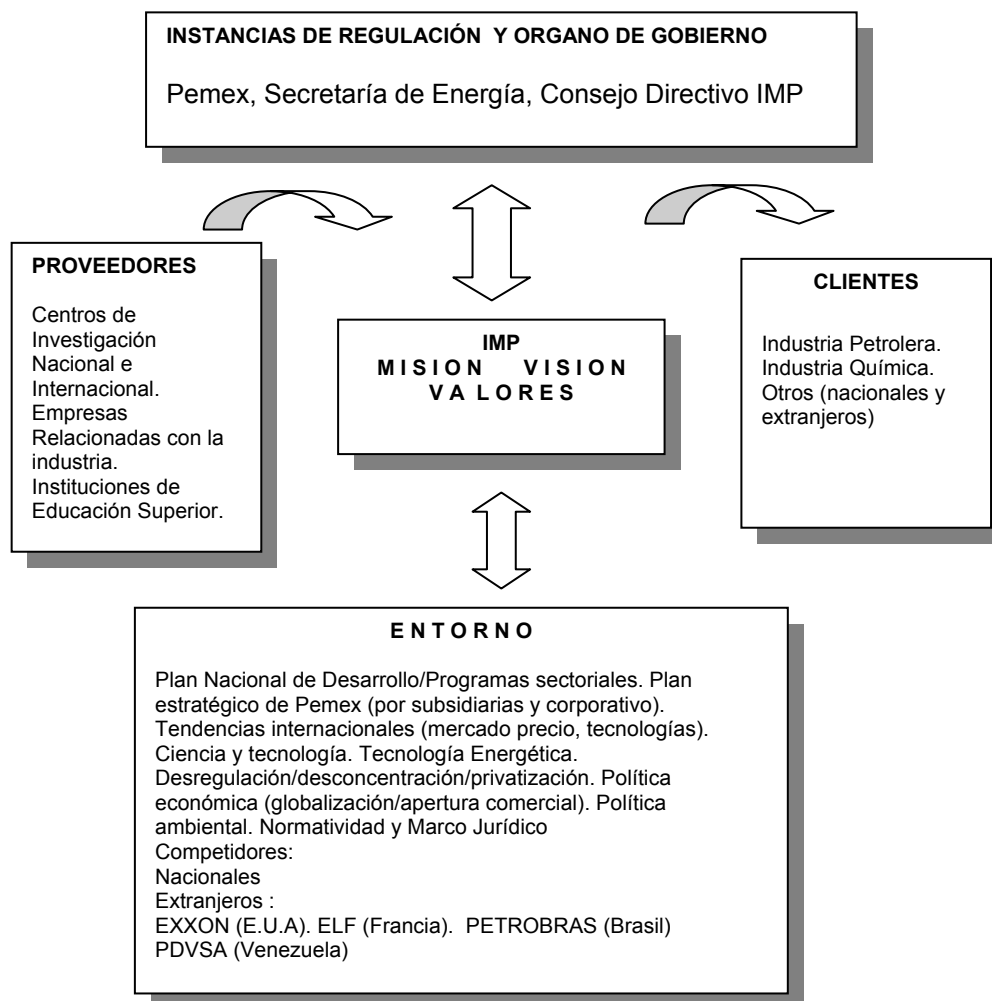 INSTANCIAS DE REGULACIÓN Y ORGANO DE GOBIERNO
Pemex, Secretaría de Energía, Consejo Directivo IMP
PROVEEDORES
Centros de
Investigación
Nacional e
Internacional.
Empresas
Relacionadas con la
industria.
Instituciones de
Educación Superior.
IMP
M I S I O N V I S I O N
V A L O R E S
CLIENTES
Industria Petrolera.
Industria Química.
Otros (nacionales y
extranjeros)
E N T O R N O
Plan Nacional de Desarrollo/Programas sectoriales. Plan
estratégico de Pemex (por subsidiarias y corporativo).
Tendencias internacionales (mercado precio, tecnologías).
Ciencia y tecnología. Tecnología Energética.
Desregulación/desconcentración/privatización. Política
económica (globalización/apertura comercial). Política
ambiental. Normatividad y Marco Jurídico
Competidores:
Nacionales
Extranjeros :
EXXON (E.U.A). ELF (Francia). PETROBRAS (Brasil)
PDVSA (Venezuela)